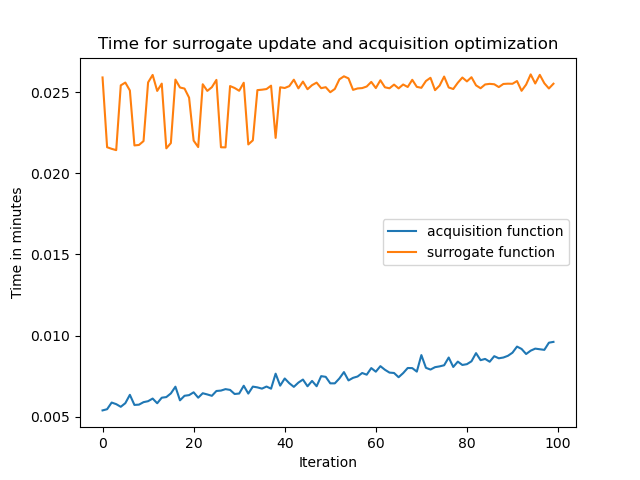 Time for surrogate update and acquisition optimization
Time in minutes
0.025
0.020
0.015
0.010
0.005
acquisition function
surrogate function
0 20 40 60 80 100
Iteration